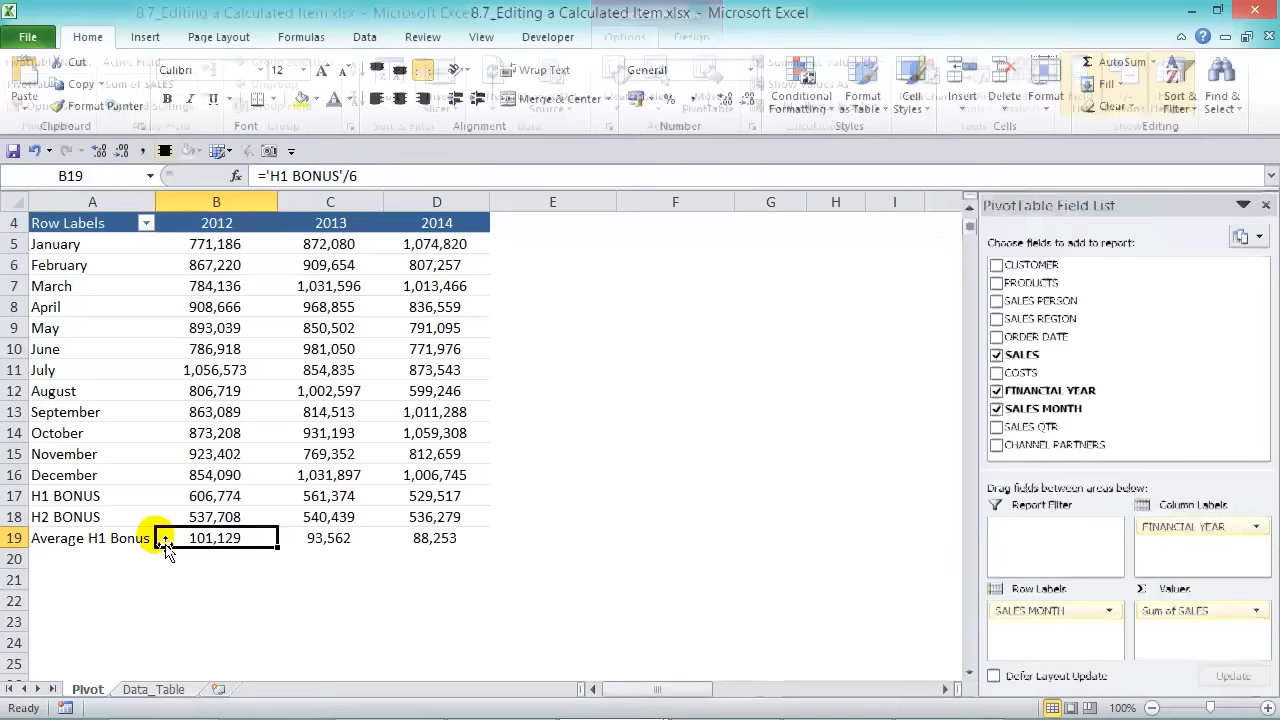 8.7_Editing a Calculated Item.xlsx - Microsoft Excel
File Home Insert Page Layout Formulas Data Review View Developer Options Design
Paste Cut Copy Format Painter
Clipboard
Calibri 12
B I U
Font
Wrap Text
Merge & Center
Alignment
General
%
Number
Conditional Formatting Format as Table Cell Styles
Styles
Insert Delete Format
Cells
AutoSum
Fill
Clear
Sort & Filter Find & Select
Editing
B19 fx ='H1 BONUS'/6
A B C D E F G H I
4 Row Labels 2012 2013 2014
5 January 771,186 872,080 1,074,820
6 February 867,220 909,654 807,257
7 March 784,136 1,031,596 1,013,466
8 April 908,666 968,855 836,559
9 May 893,039 850,502 791,095
10 June 786,918 981,050 771,976
11 July 1,056,573 854,835 873,543
12 August 806,719 1,002,597 599,246
13 September 863,089 814,513 1,011,288
14 October 873,208 931,193 1,059,308
15 November 923,402 769,352 812,659
16 December 854,090 1,031,897 1,006,745
17 H1 BONUS 606,774 561,374 529,517
18 H2 BONUS 537,708 540,439 536,279
19 Average H1 Bonus 101,129 93,562 88,253
20
21
22
23
24
25
PivotTable Field List
Choose fields to add to report:
CUSTOMER
PRODUCTS
SALES PERSON
SALES REGION
ORDER DATE
SALES
COSTS
FINANCIAL YEAR
SALES MONTH
SALES QTR
CHANNEL PARTNERS
Drag fields between areas below:
Report Filter Column Labels
FINANCIAL YEAR
Row Labels Σ Values
SALES MONTH Sum of SALES
Defer Layout Update Update
Pivot Data_Table
Ready 100%